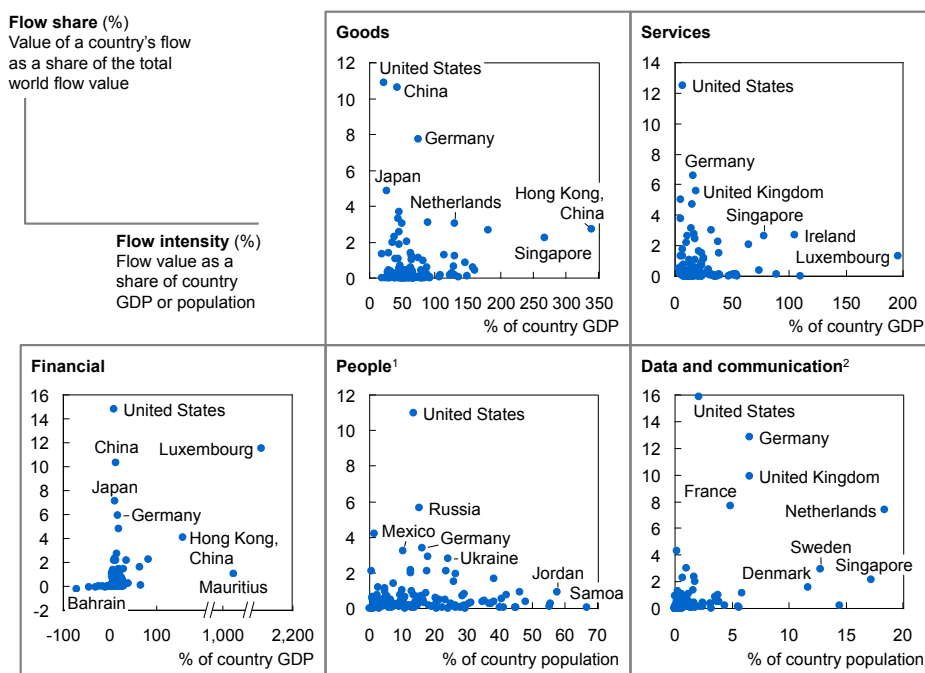 Flow share (%)
Value of a country's flow
as a share of the total
world flow value
Flow intensity (%)
Flow value as a
share of country
GDP or population
Goods
12
10
8
6
4
2
0
United States
China
Germany
Japan
Netherlands
Hong Kong,
China
Singapore
0 50 100 150 200 250 300 350
% of country GDP
Services
14
12
10
8
6
4
2
0
United States
Germany
United Kingdom
Singapore
Ireland
Luxembourg
0 50 100 150 200
% of country GDP
Financial
16
14
12
10
8
6
4
2
0
-2
United States
Luxembourg
China
Japan
Germany
Hong Kong,
China
Mauritius
Bahrain
-100 0 100 1,000 2,200
% of country GDP
People1
12
10
8
6
4
2
0
United States
Russia
Mexico
Germany
Ukraine
Jordan
Samoa
0 10 20 30 40 50 60 70
% of country population
Data and communication2
16
14
12
10
8
6
4
2
0
United States
Germany
United Kingdom
France
Netherlands
Sweden
Denmark
Singapore
0 5 10 15 20
% of country population